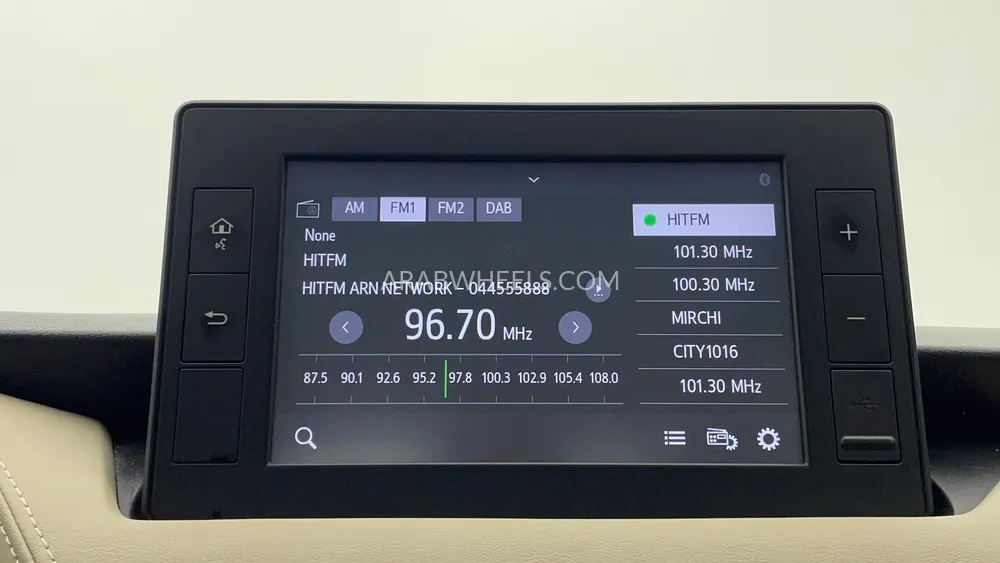 AM FM1 FM2 DAB
None
HITFM
HITFM ARN NETWORK - 044555888
96.70 MHz
87.5 90.1 92.6 95.2 97.8 100.3 102.9 105.4 108.0
HITFM
101.30 MHz
100.30 MHz
MIRCHI
CITY1016
101.30 MHz
ARABWHEELS.COM